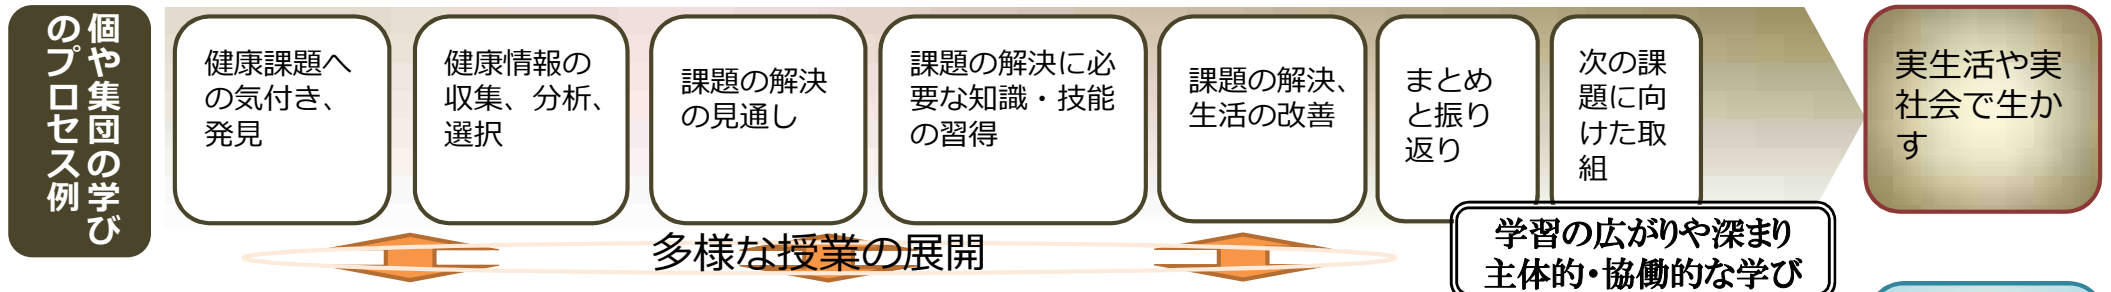 個や集団の学び
のプロセス例
健康課題へ
の気付き、
発見
健康情報の
収集、分析、
選択
課題の解決
の見通し
課題の解決に必
要な知識・技能
の習得
課題の解決、
生活の改善
まとめ
と振り
返り
次の課
題に向
けた取
組
実生活や実
社会で生か
す
多様な授業の展開
学習の広がりや深まり
主体的・協働的な学び